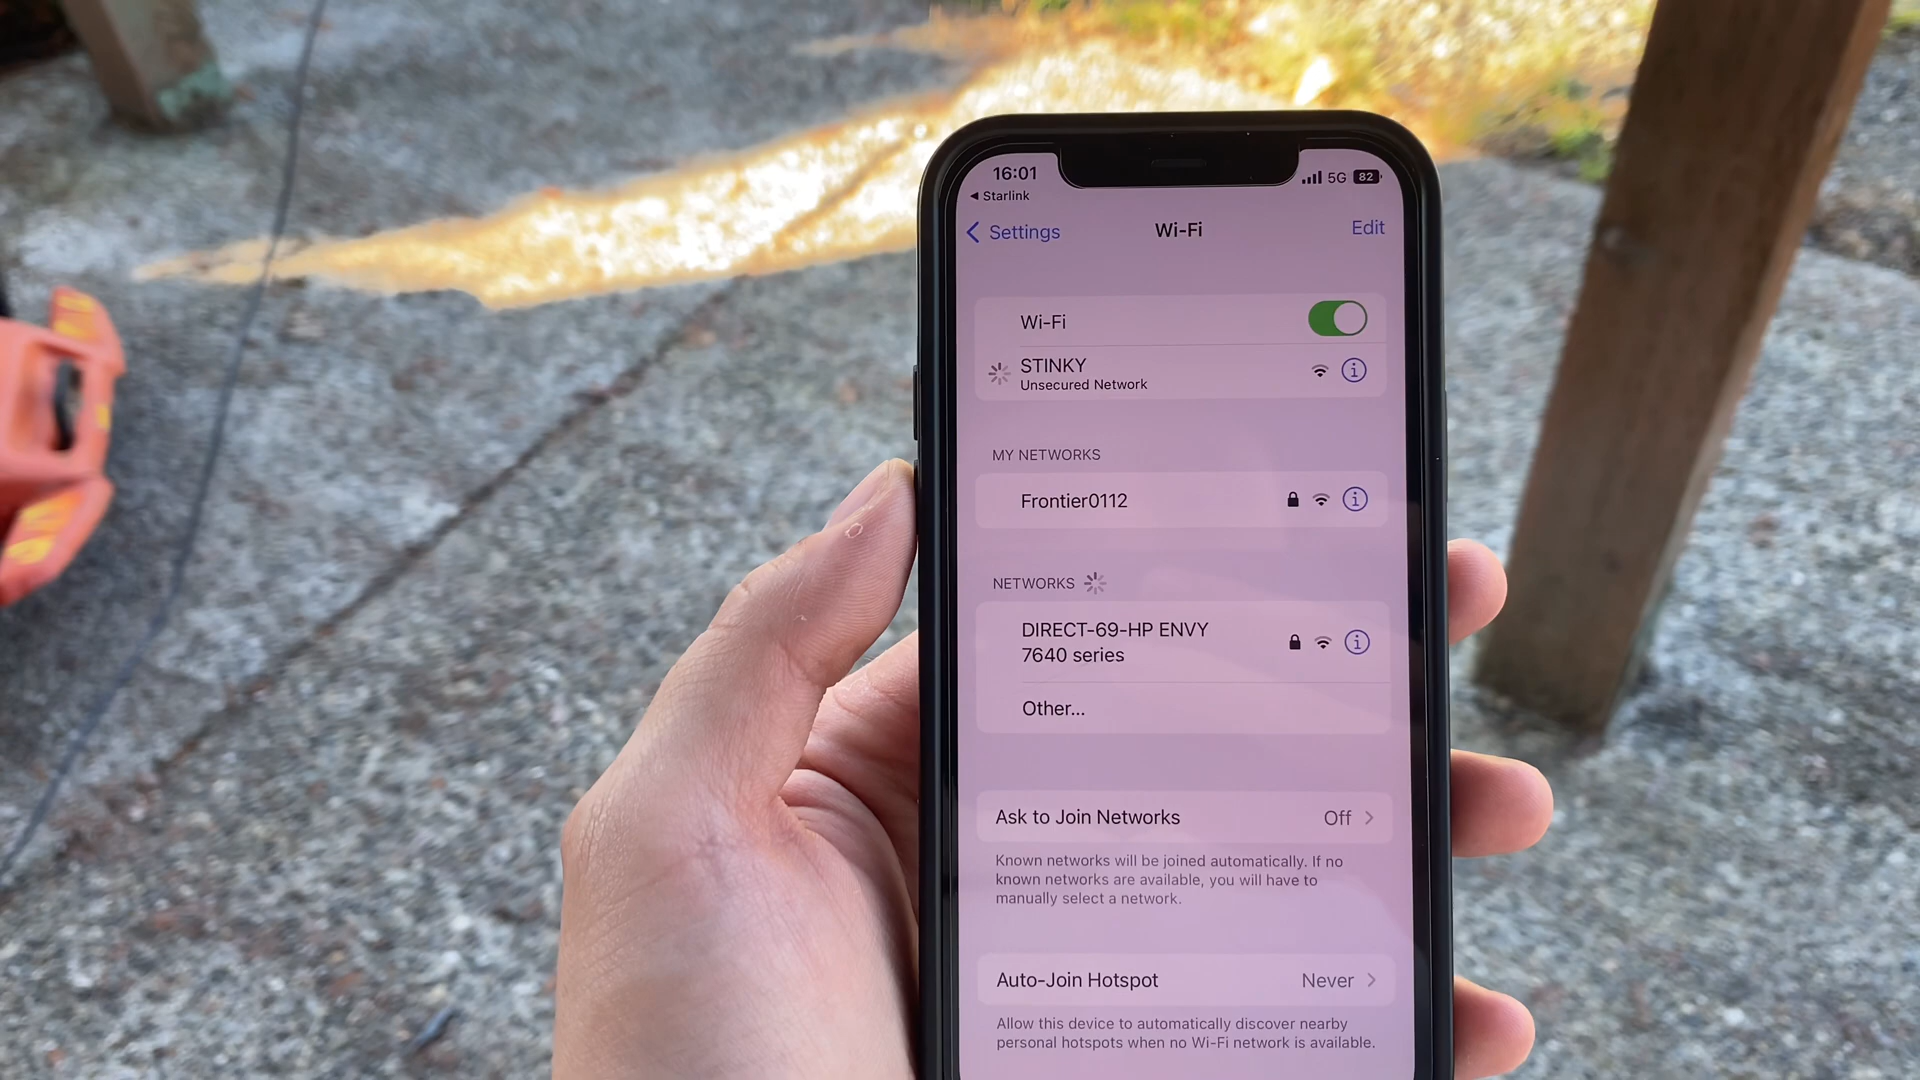 16:01
5G 82
◀ Starlink
Settings
Wi-Fi
Edit
Wi-Fi
STINKY
Unsecured Network
MY NETWORKS
Frontier0112
NETWORKS
DIRECT-69-HP ENVY
7640 series
Other...
Ask to Join Networks
Off
Known networks will be joined automatically. If no
known networks are available, you will have to
manually select a network.
Auto-Join Hotspot
Never
Allow this device to automatically discover nearby
personal hotspots when no Wi-Fi network is available.